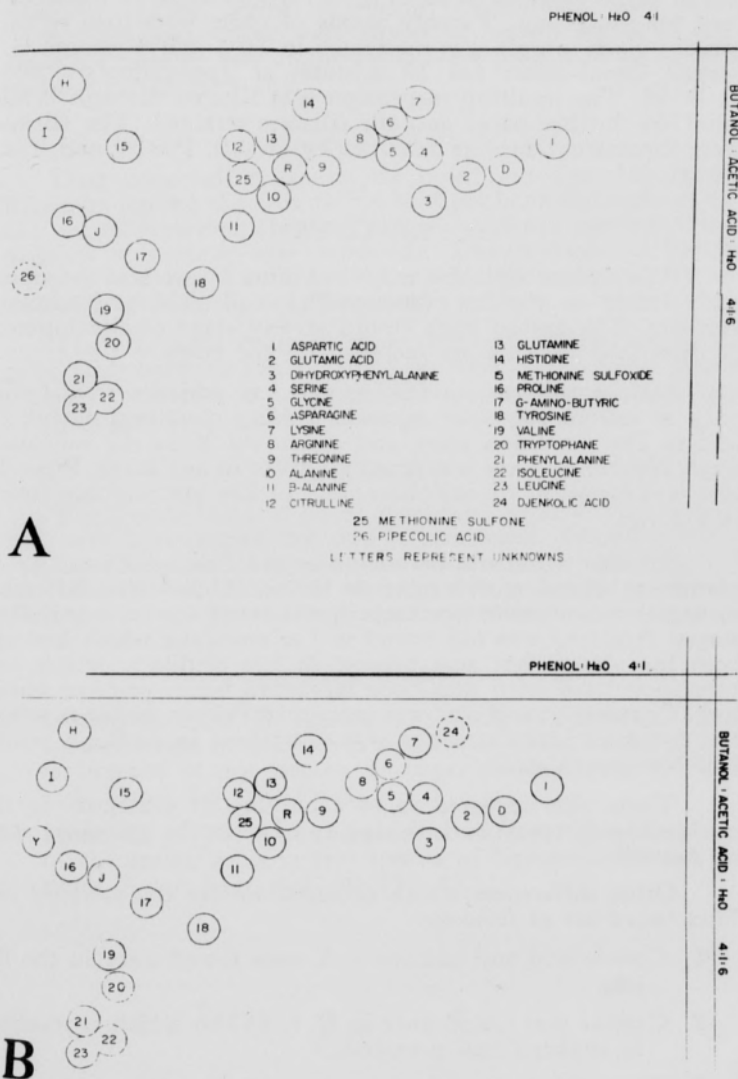 PHENOL : H2O 4:1
BUTANOL : ACETIC ACID : H2O 4:1:6
H
7
14
6
I
15
12
13
8
5
4
1
R
9
2
D
25
10
3
16
J
11
17
26
18
19
20
21
22
23
1 ASPARTIC ACID
2 GLUTAMIC ACID
3 DIHYDROXYPHENYLALANINE
4 SERINE
5 GLYCINE
6 ASPARAGINE
7 LYSINE
8 ARGININE
9 THREONINE
10 ALANINE
11 B-ALANINE
12 CITRULLINE
13 GLUTAMINE
14 HISTIDINE
15 METHIONINE SULFOXIDE
16 PROLINE
17 G-AMINO-BUTYRIC
18 TYROSINE
19 VALINE
20 TRYPTOPHANE
21 PHENYLALANINE
22 ISOLEUCINE
23 LEUCINE
24 DJENKOLIC ACID
25 METHIONINE SULFONE
26 PIPECOLIC ACID
LETTERS REPRESENT UNKNOWNS
A
PHENOL : H2O 4:1
BUTANOL : ACETIC ACID : H2O 4:1:6
H
24
7
14
6
I
15
12
13
8
5
4
1
25
R
9
2
D
Y
10
3
16
J
11
17
18
19
20
21
22
23
B